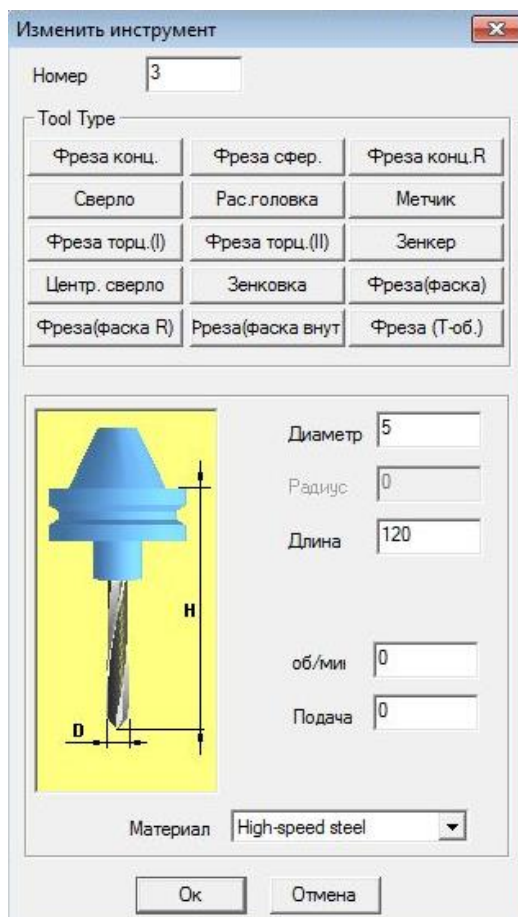 Изменить инструмент
Номер 3
Tool Type
Фреза конц. Фреза сфер. Фреза конц.R
Сверло Рас.головка Метчик
Фреза торц.(I) Фреза торц.(II) Зенкер
Центр. сверло Зенковка Фреза(фаска)
Фреза(фаска R) Рреза(фаска внут Фреза (Т-об.)
Диаметр 5
Радиус 0
Длина 120
H
об/ми 0
D
Подача 0
Материал High-speed steel
Ок Отмена